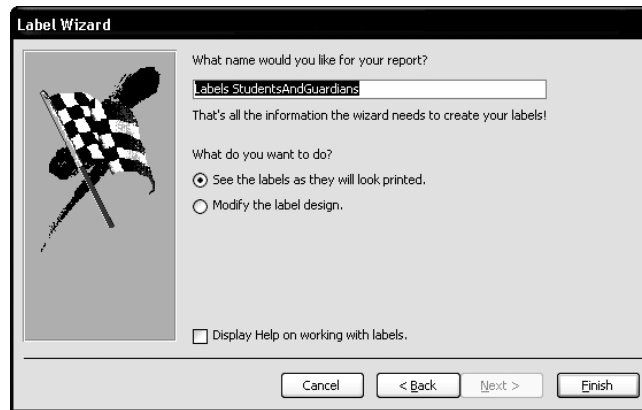 Label Wizard
What name would you like for your report?
Labels StudentsAndGuardians
That's all the information the wizard needs to create your labels!
What do you want to do?
See the labels as they will look printed.
Modify the label design.
Display Help on working with labels.
Cancel < Back Next > Finish